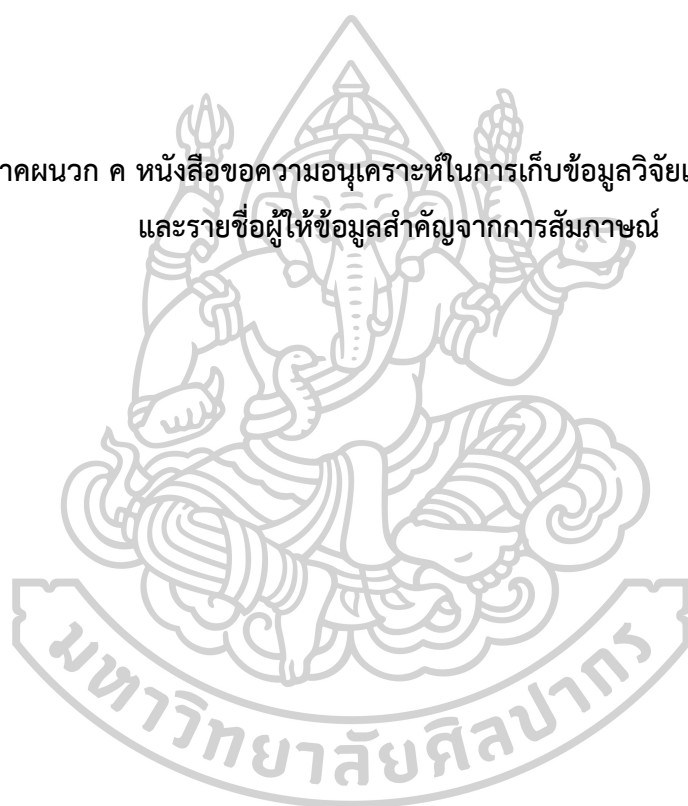 าคผนวก ค หนังสือขอความอนุเคราะห์ในการเก็บข้อมูลวิจัยเ
และรายชื่อผู้ให้ข้อมูลสำคัญจากการสัมภาษณ์
มหาวิทยาลัยศิลปากร